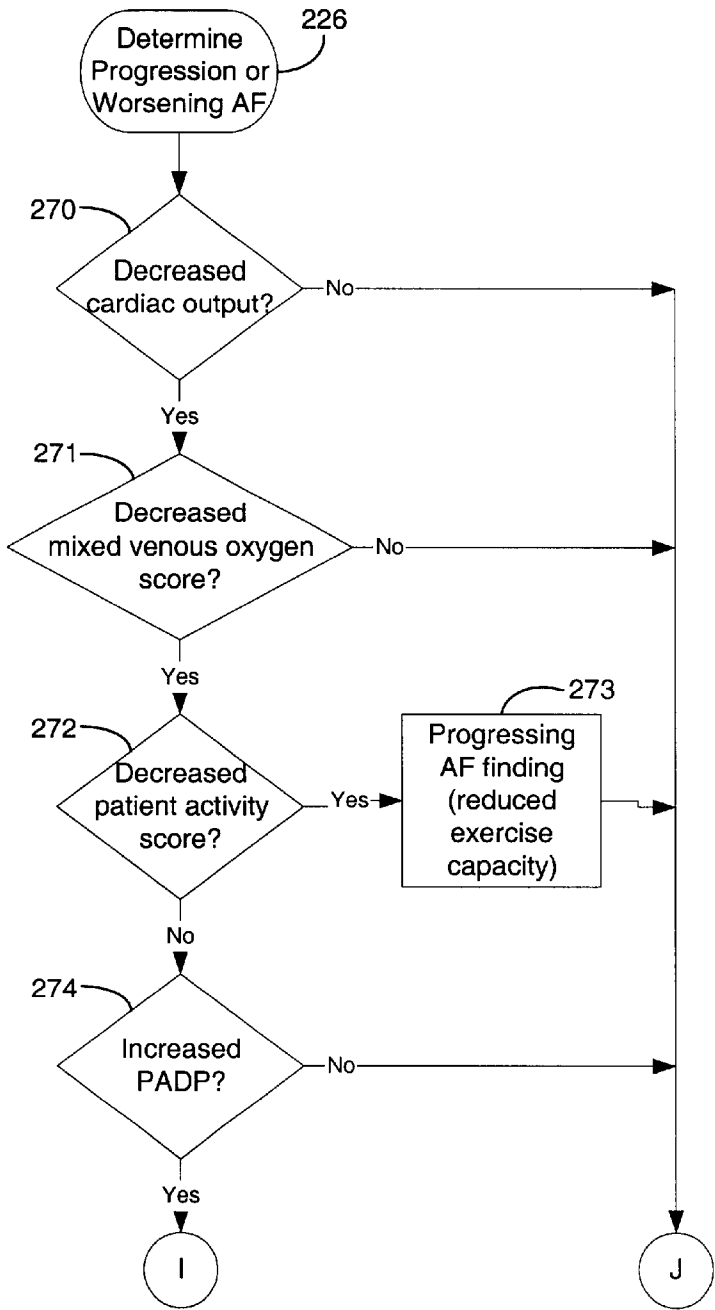 226
Determine
Progression or
Worsening AF
270
Decreased
cardiac output?
No
Yes
271
Decreased
mixed venous oxygen
score?
No
Yes
272
Decreased
patient activity
score?
Yes
273
Progressing
AF finding
(reduced
exercise
capacity)
No
274
Increased
PADP?
No
Yes
I
J